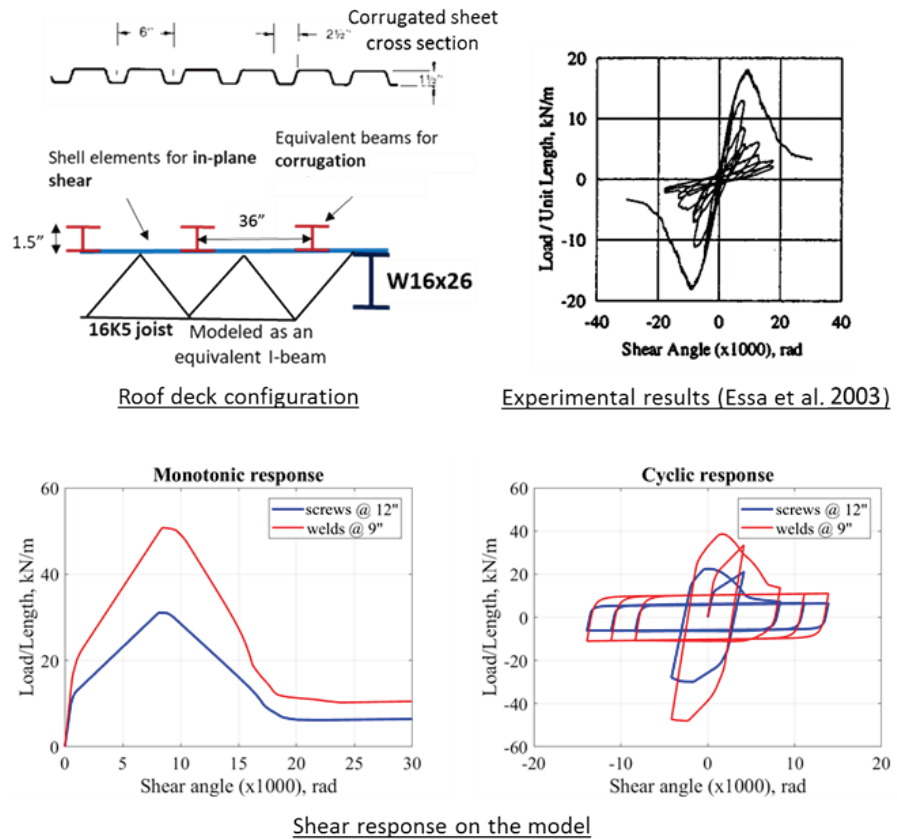 Corrugated sheet
cross section
6"
2½"
1½"
Shell elements for in-plane
shear
Equivalent beams for
corrugation
1.5"
36"
W16x26
16K5 joist
Modeled as an
equivalent I-beam
Roof deck configuration
20
10
0
-10
-20
Load / Unit Length, kN/m
-40 -20 0 20 40
Shear Angle (x1000), rad
Experimental results (Essa et al. 2003)
Monotonic response
screws @ 12"
welds @ 9"
60
40
20
0
Load/Length, kN/m
0 5 10 15 20 25 30
Shear angle (x1000), rad
Cyclic response
screws @ 12"
welds @ 9"
60
40
20
0
-20
-40
-60
Load/Length, kN/m
-20 -10 0 10 20
Shear angle (x1000), rad
Shear response on the model